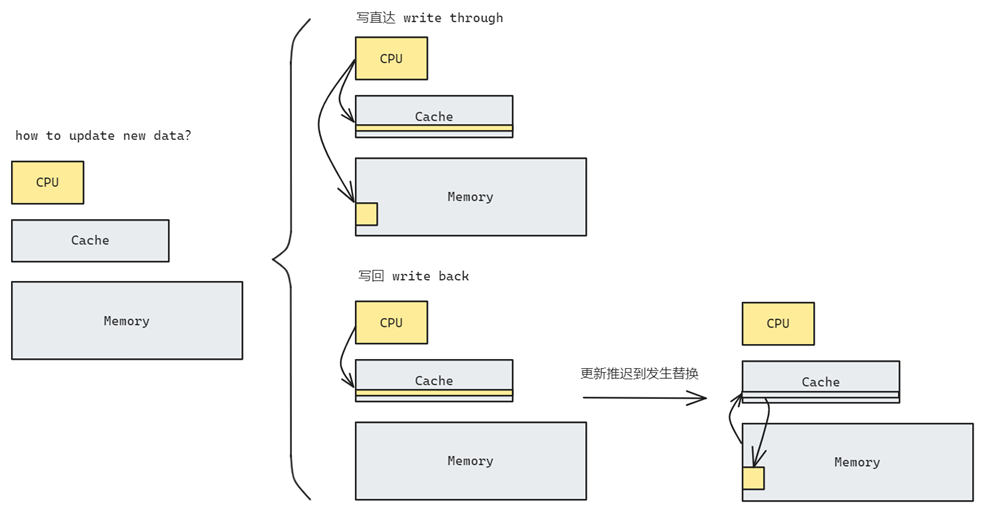 how to update new data?
CPU
Cache
Memory
写直达 write through
CPU
Cache
Memory
写回 write back
CPU
Cache
Memory
更新推迟到发生替换
CPU
Cache
Memory